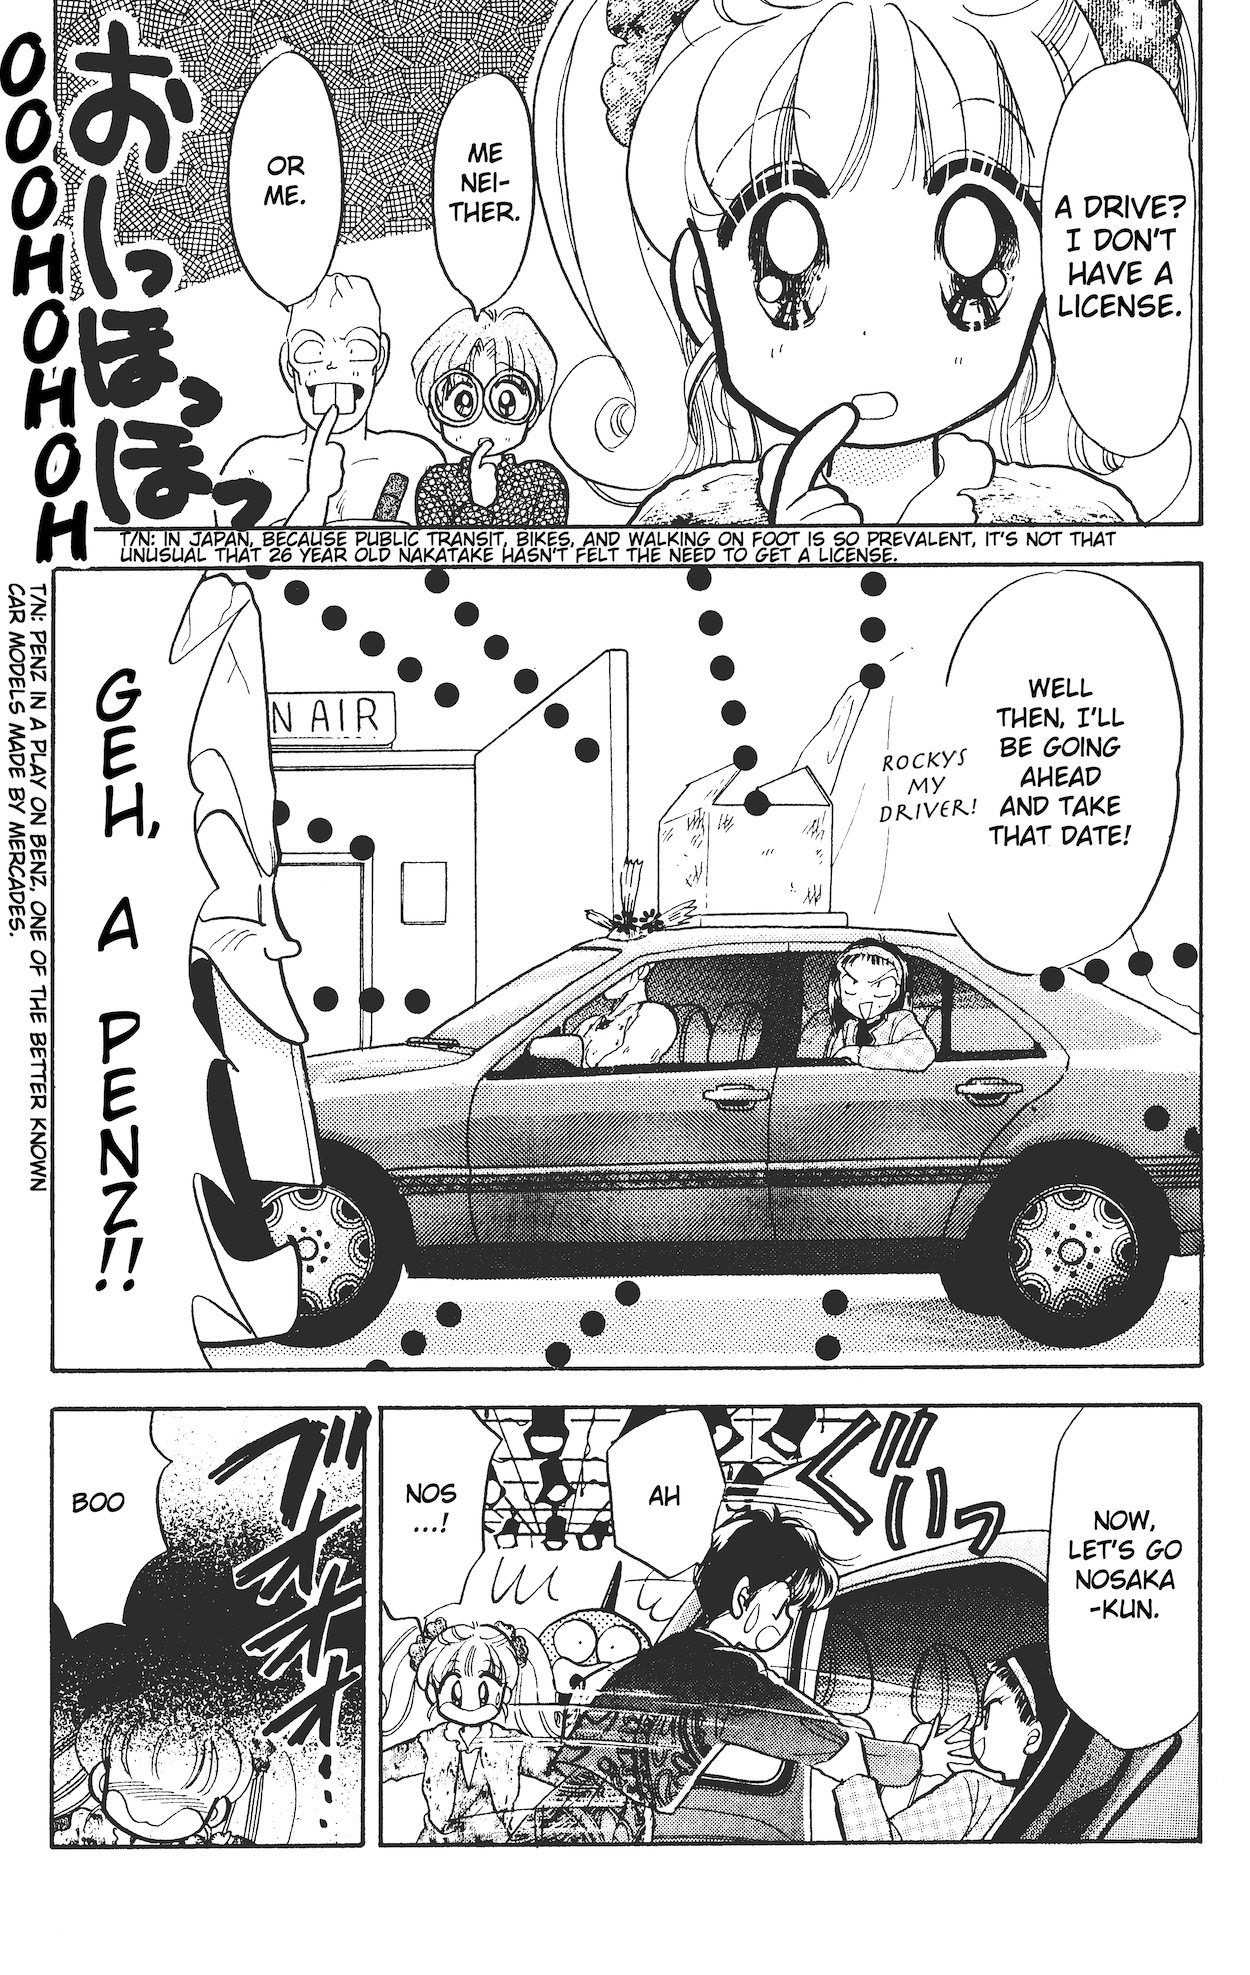 A DRIVE?
I DON'T
HAVE A
LICENSE.
ME
NEI-
THER.
OR
ME.
おーっほっほっ
OOOHOHOHOH
T/N: IN JAPAN, BECAUSE PUBLIC TRANSIT, BIKES, AND WALKING ON FOOT IS SO PREVALENT, IT'S NOT THAT
UNUSUAL THAT 26 YEAR OLD NAKATAKE HASN'T FELT THE NEED TO GET A LICENSE.
WELL
THEN, I'LL
BE GOING
AHEAD
AND TAKE
THAT DATE!
ROCKYS
MY
DRIVER!
N AIR
GEH, A PENZ!!
T/N: PENZ IN A PLAY ON BENZ, ONE OF THE BETTER KNOWN
CAR MODELS MADE BY MERCADES.
NOW,
LET'S GO
NOSAKA
-KUN.
ぐいっ
AH
NOS
...!
ブオオオ…
BOO